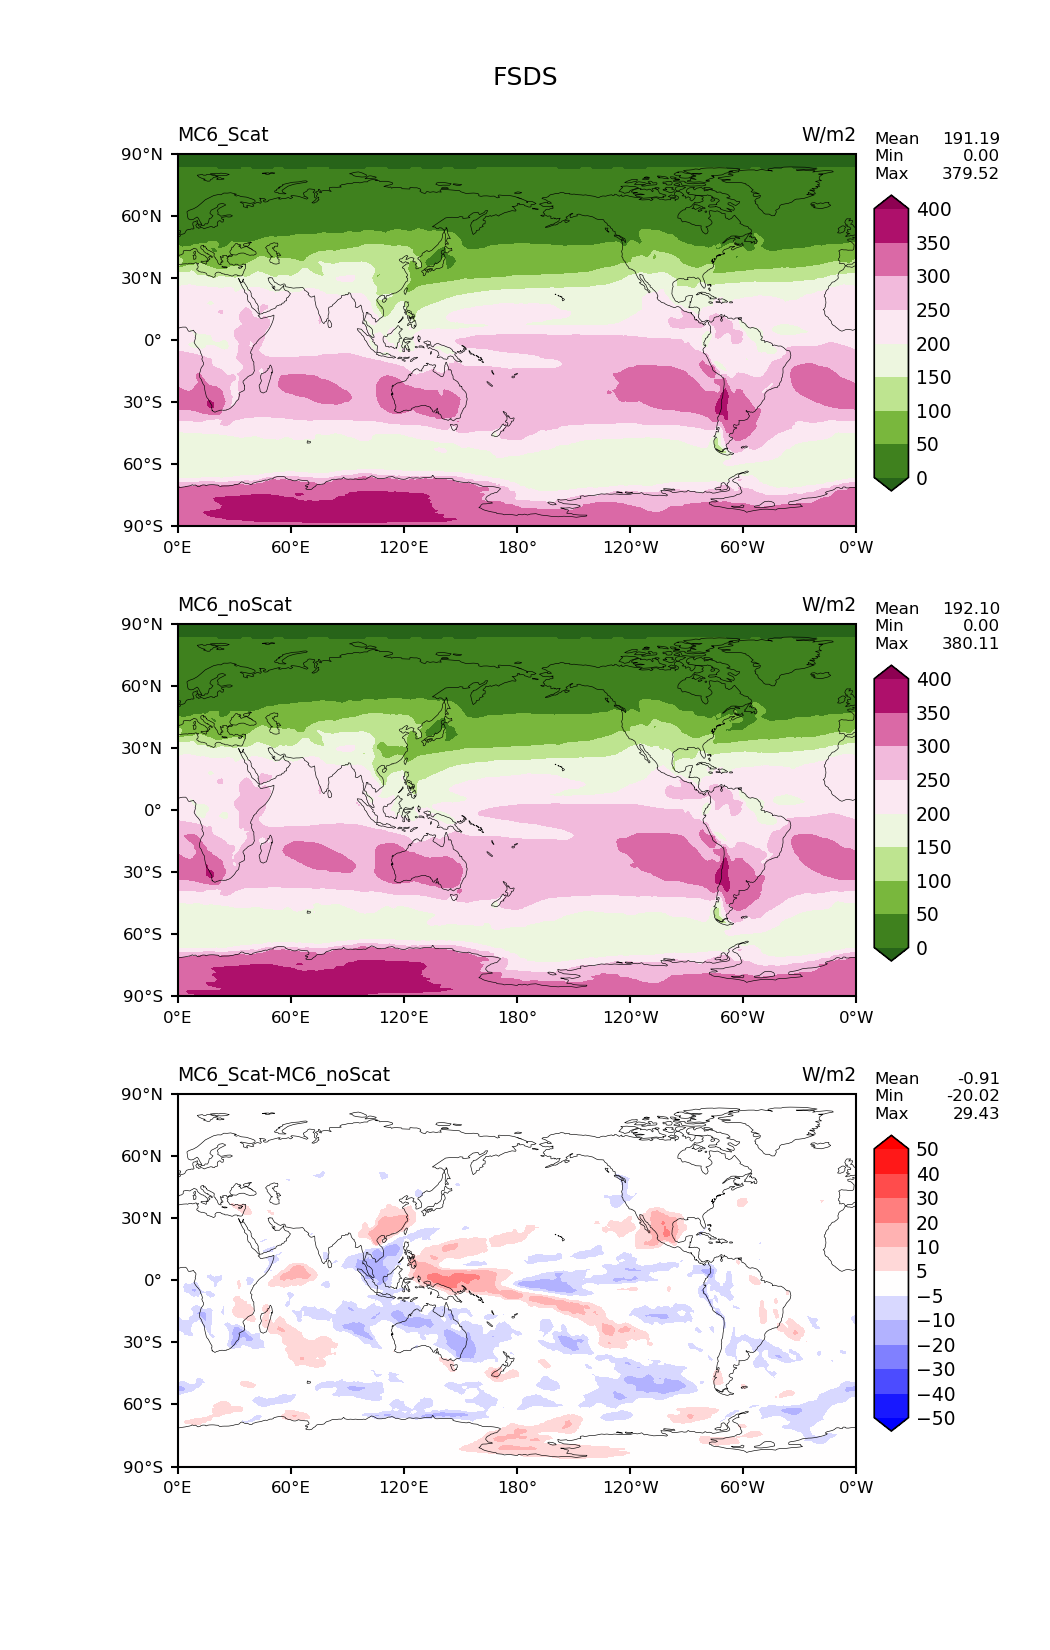 FSDS
MC6_Scat W/m2
Mean 191.19
Min 0.00
Max 379.52
90°N
60°N
30°N
0°
30°S
60°S
90°S
0°E 60°E 120°E 180° 120°W 60°W 0°W
400
350
300
250
200
150
100
50
0
MC6_noScat W/m2
Mean 192.10
Min 0.00
Max 380.11
90°N
60°N
30°N
0°
30°S
60°S
90°S
0°E 60°E 120°E 180° 120°W 60°W 0°W
400
350
300
250
200
150
100
50
0
MC6_Scat-MC6_noScat W/m2
Mean -0.91
Min -20.02
Max 29.43
90°N
60°N
30°N
0°
30°S
60°S
90°S
0°E 60°E 120°E 180° 120°W 60°W 0°W
50
40
30
20
10
5
−5
−10
−20
−30
−40
−50